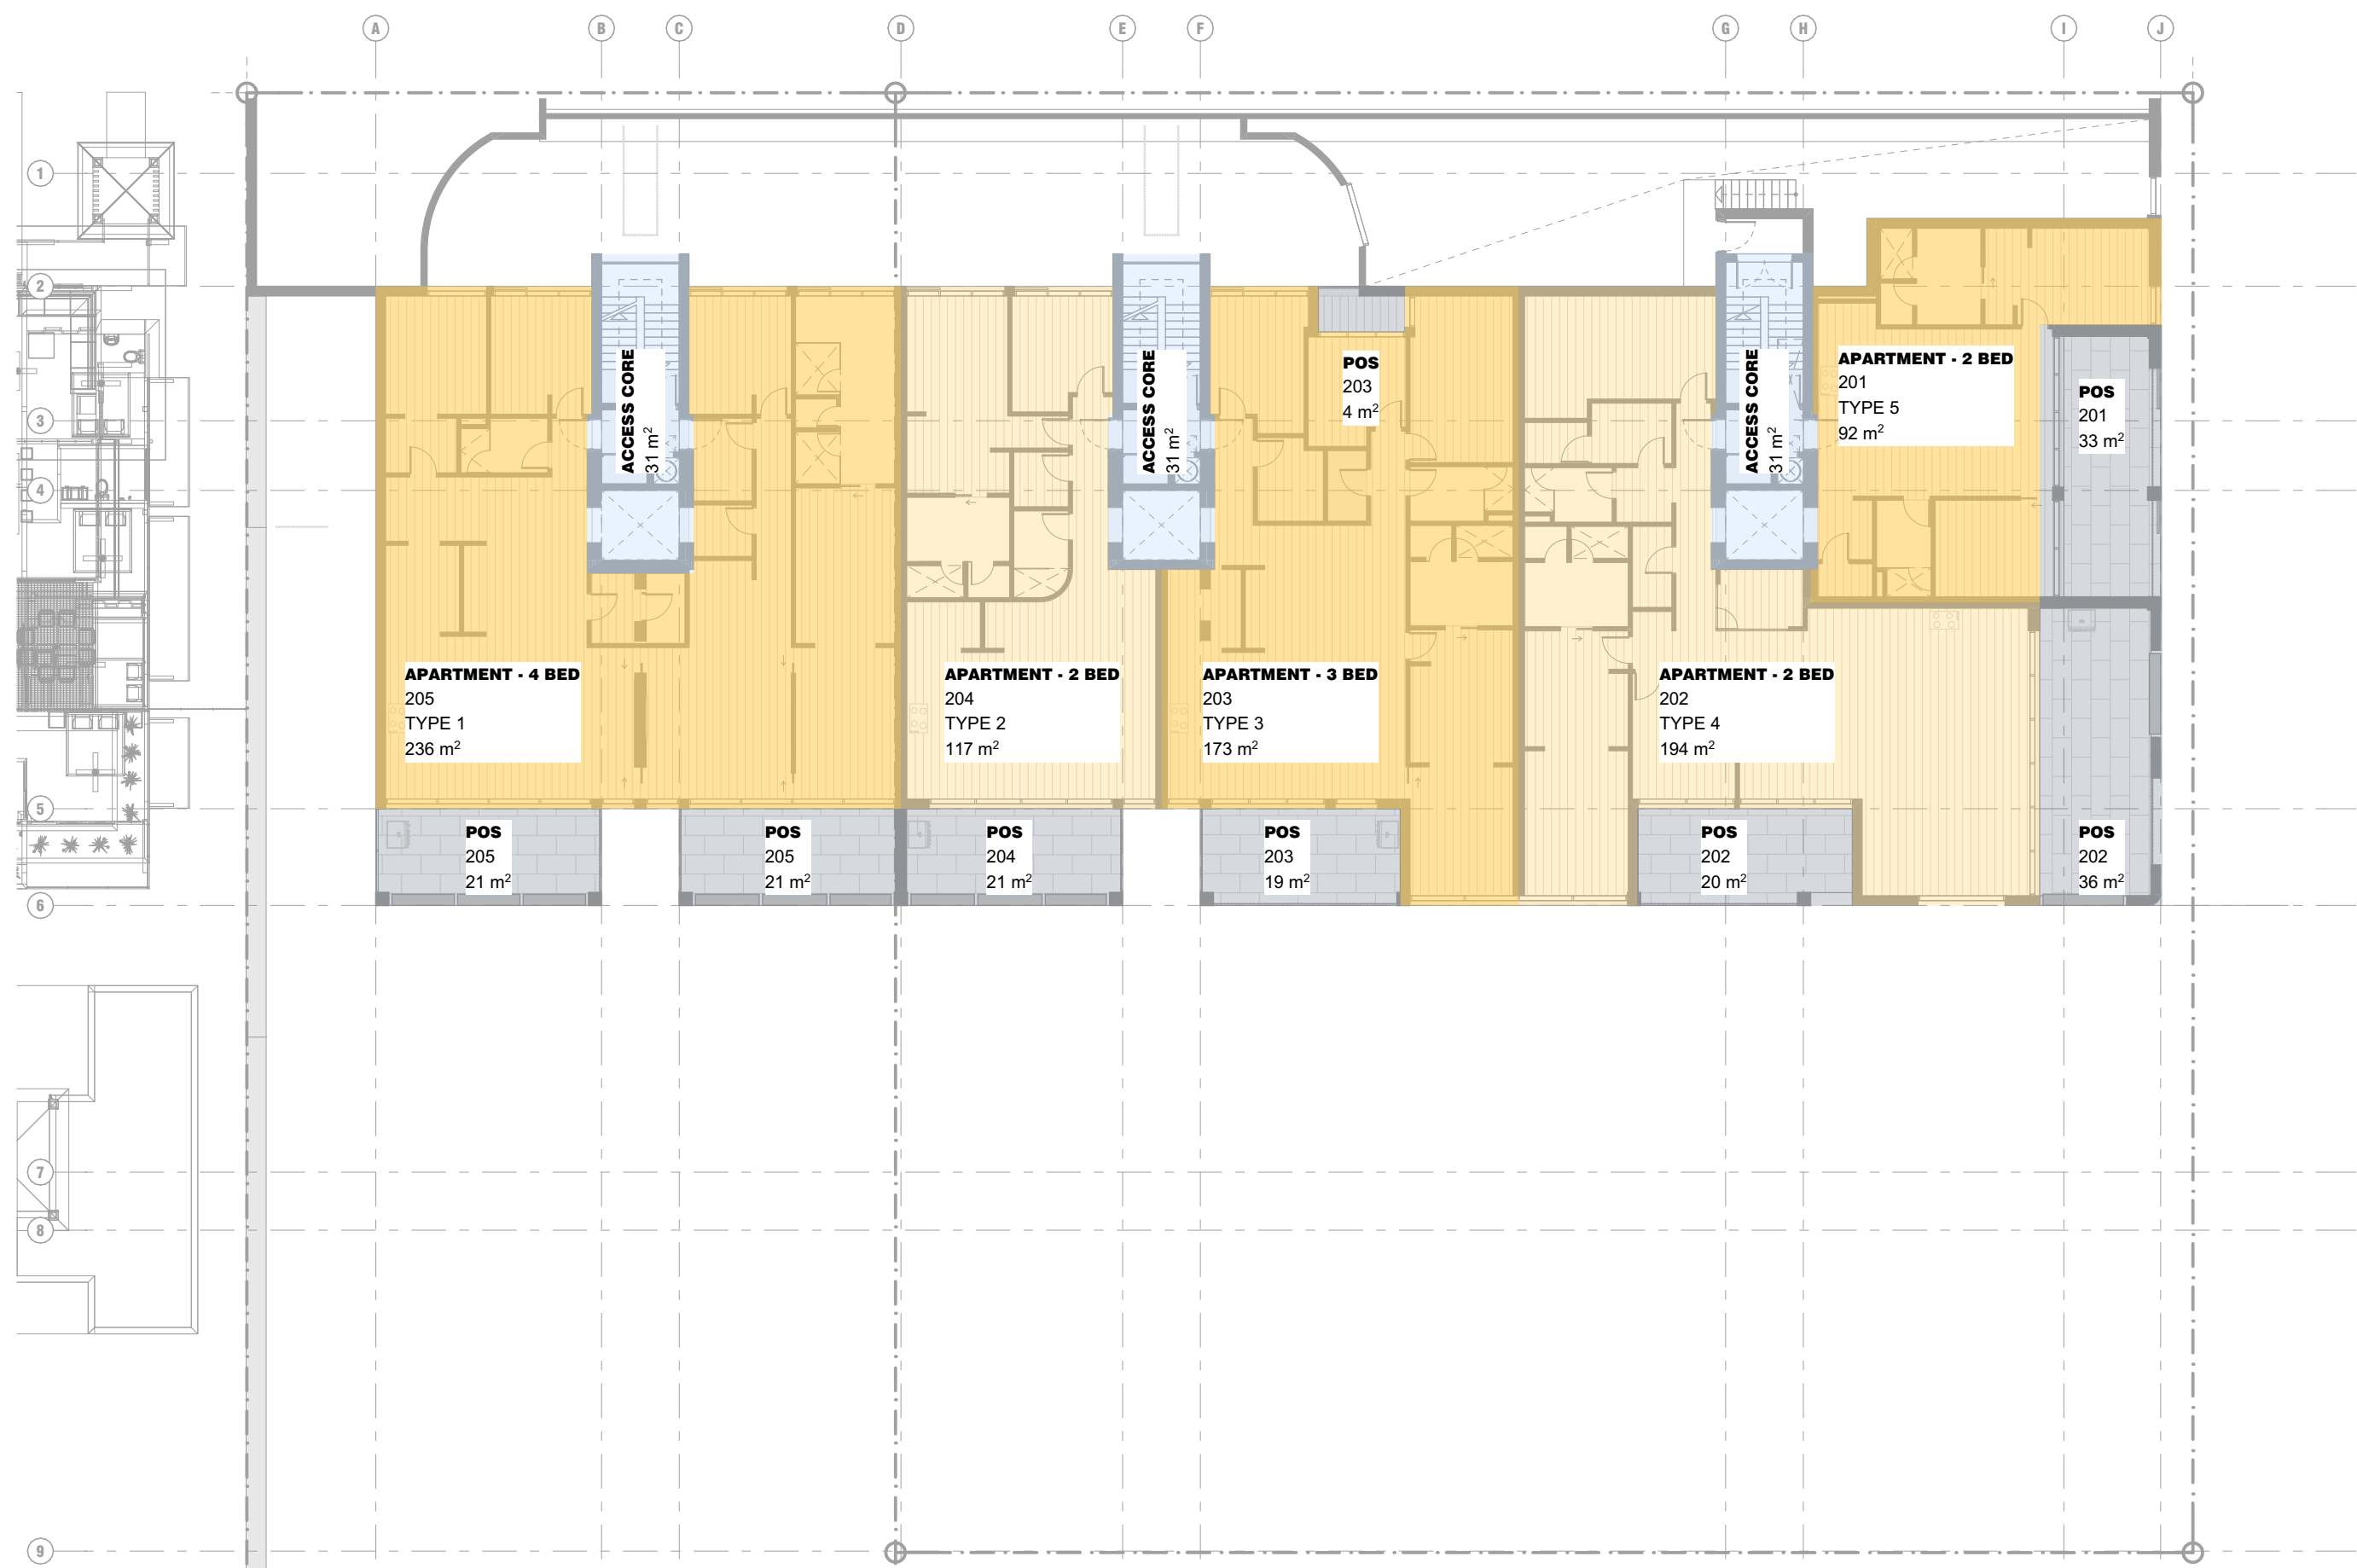 A
B
C
D
E
F
G
H
I
J
1
2
3
4
5
6
7
8
9
ACCESS CORE
31 m²
ACCESS CORE
31 m²
POS
203
4 m²
ACCESS CORE
31 m²
APARTMENT - 2 BED
201
TYPE 5
92 m²
POS
201
33 m²
APARTMENT - 4 BED
205
TYPE 1
236 m²
APARTMENT - 2 BED
204
TYPE 2
117 m²
APARTMENT - 3 BED
203
TYPE 3
173 m²
APARTMENT - 2 BED
202
TYPE 4
194 m²
POS
205
21 m²
POS
205
21 m²
POS
204
21 m²
POS
203
19 m²
POS
202
20 m²
POS
202
36 m²